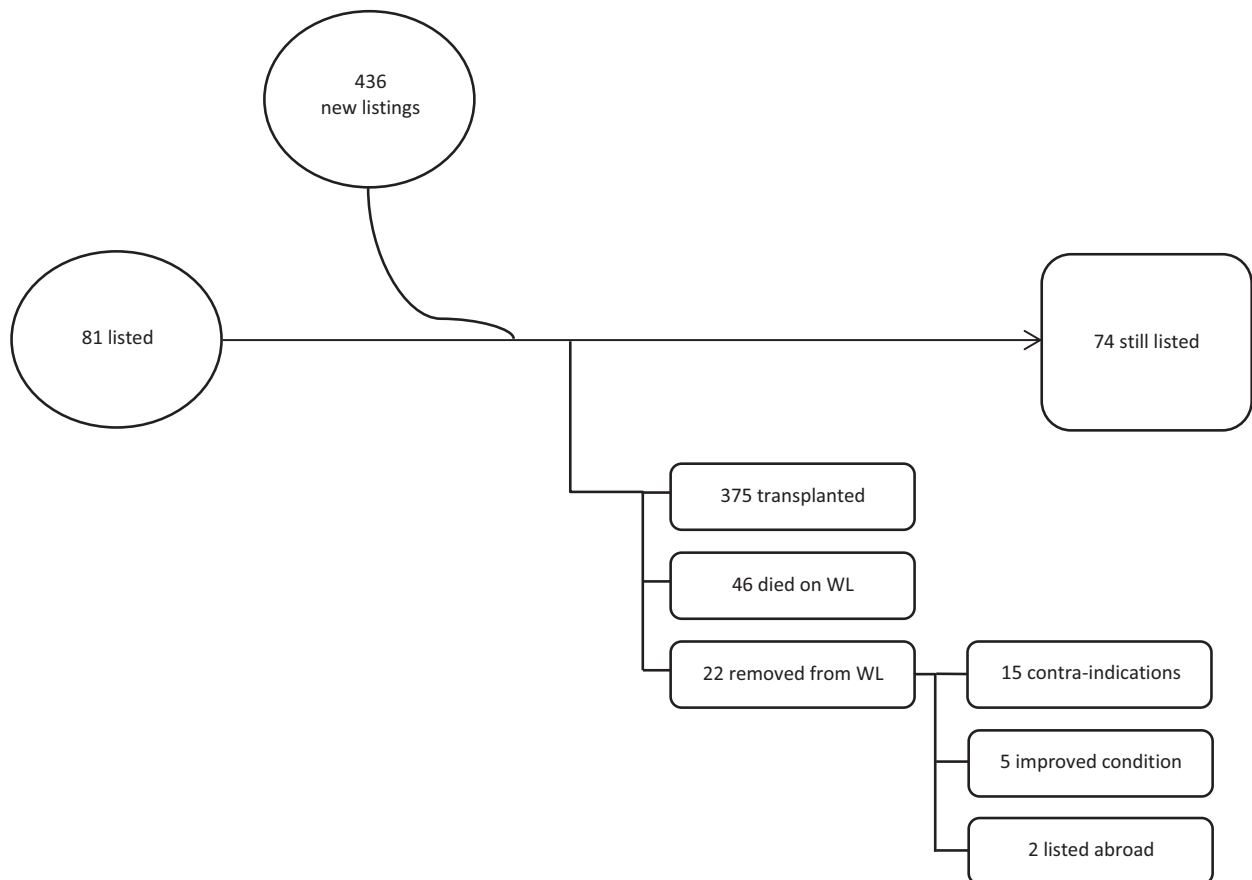 436
new listings
81 listed
74 still listed
375 transplanted
46 died on WL
22 removed from WL
15 contra-indications
5 improved condition
2 listed abroad